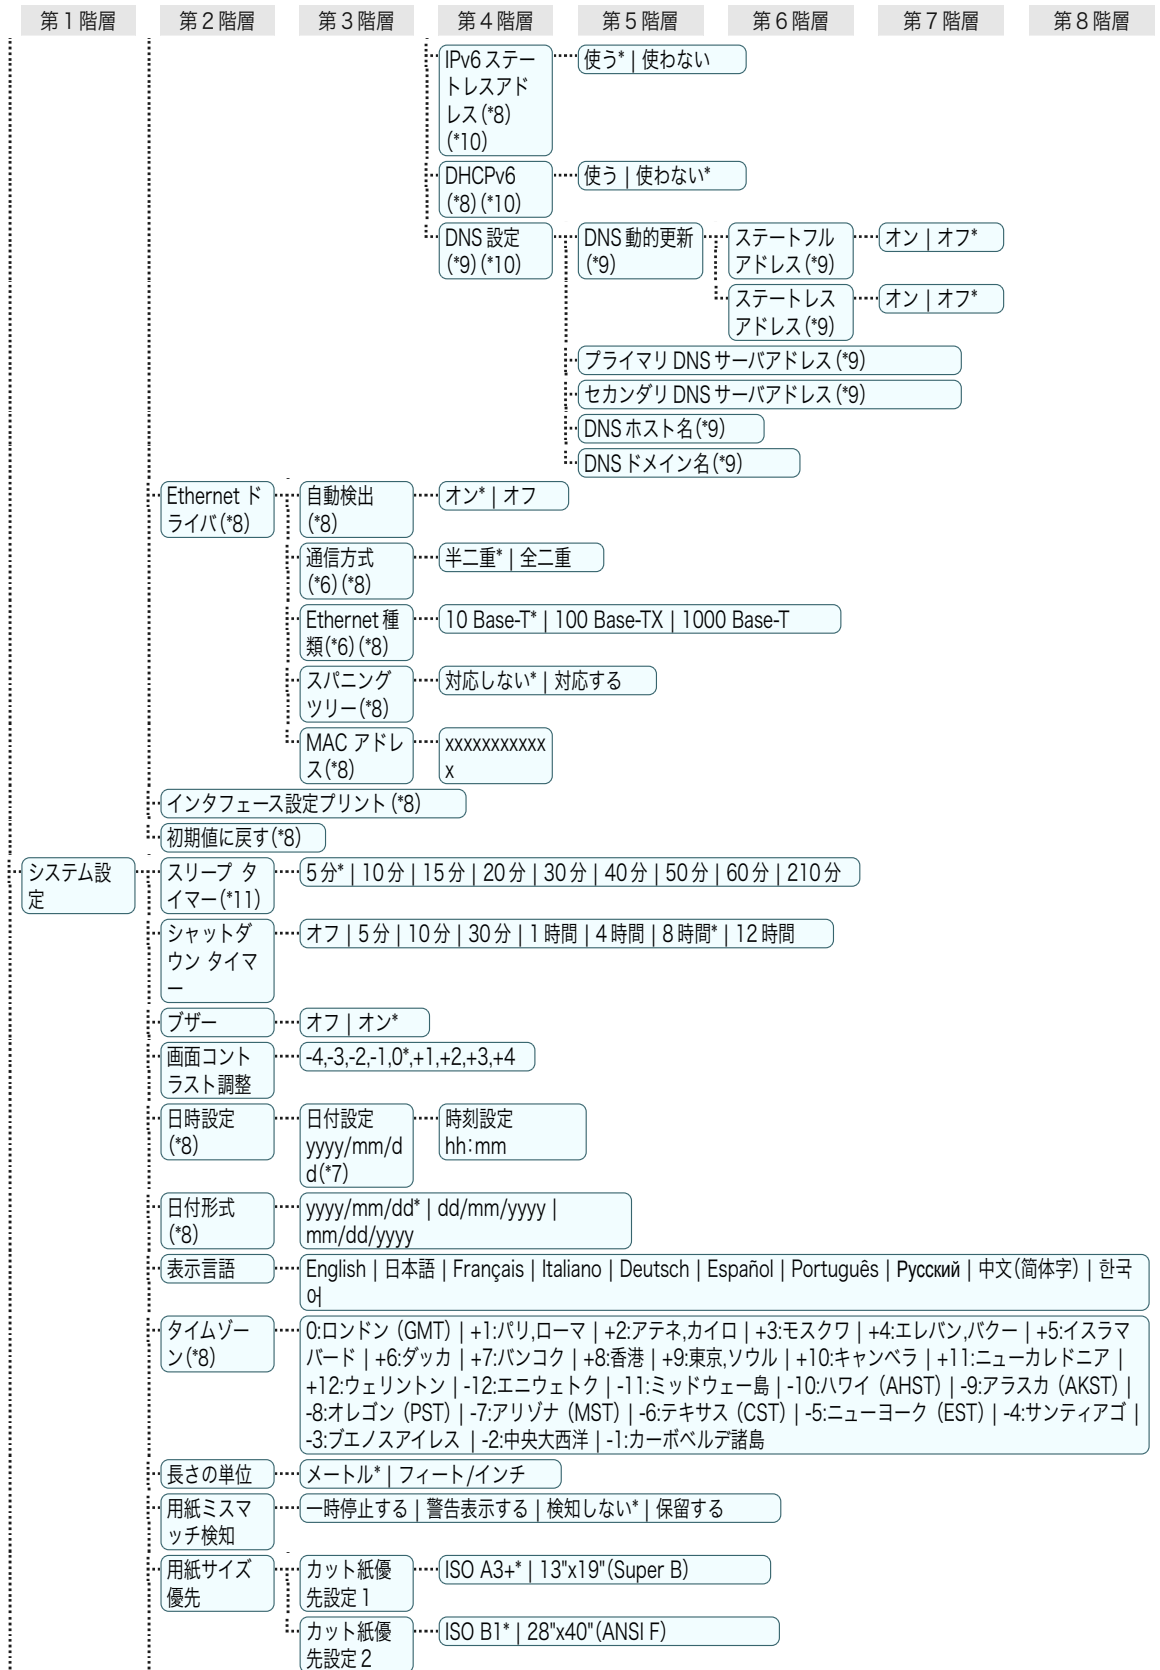 第1階層 第2階層 第3階層 第4階層 第5階層 第6階層 第7階層 第8階層
IPv6 ステー
トレスアド
レス(*8)
(*10)
使う* | 使わない
DHCPv6
(*8)(*10)
使う | 使わない*
DNS 設定
(*9)(*10)
DNS 動的更新
(*9)
ステートフル
アドレス(*9)
オン | オフ*
ステートレス
アドレス(*9)
オン | オフ*
プライマリ DNS サーバアドレス(*9)
セカンダリ DNS サーバアドレス(*9)
DNS ホスト名(*9)
DNS ドメイン名(*9)
Ethernet ド
ライバ(*8)
自動検出
(*8)
オン* | オフ
通信方式
(*6)(*8)
半二重* | 全二重
Ethernet 種
類(*6)(*8)
10 Base-T* | 100 Base-TX | 1000 Base-T
スパニング
ツリー(*8)
対応しない* | 対応する
MAC アドレ
ス(*8)
xxxxxxxxxxx
x
インタフェース設定プリント(*8)
初期値に戻す(*8)
システム設
定
スリープ タ
イマー(*11)
5分* | 10分 | 15分 | 20分 | 30分 | 40分 | 50分 | 60分 | 210分
シャットダ
ウン タイマ
ー
オフ | 5分 | 10分 | 30分 | 1時間 | 4時間 | 8時間* | 12時間
ブザー
オフ | オン*
画面コント
ラスト調整
-4,-3,-2,-1,0*,+1,+2,+3,+4
日時設定
(*8)
日付設定
yyyy/mm/d
d(*7)
時刻設定
hh:mm
日付形式
(*8)
yyyy/mm/dd* | dd/mm/yyyy |
mm/dd/yyyy
表示言語
English | 日本語 | Français | Italiano | Deutsch | Español | Português | Русский | 中文(简体字) | 한국
어
タイムゾー
ン(*8)
0:ロンドン (GMT) | +1:パリ,ローマ | +2:アテネ,カイロ | +3:モスクワ | +4:エレバン,バクー | +5:イスラマ
バード | +6:ダッカ | +7:バンコク | +8:香港 | +9:東京,ソウル | +10:キャンベラ | +11:ニューカレドニア |
+12:ウェリントン | -12:エニウェトク | -11:ミッドウェー島 | -10:ハワイ (AHST) | -9:アラスカ (AKST) |
-8:オレゴン (PST) | -7:アリゾナ (MST) | -6:テキサス (CST) | -5:ニューヨーク (EST) | -4:サンティアゴ |
-3:ブエノスアイレス | -2:中央大西洋 | -1:カーボベルデ諸島
長さの単位
メートル* | フィート/インチ
用紙ミスマ
ッチ検知
一時停止する | 警告表示する | 検知しない* | 保留する
用紙サイズ
優先
カット紙優
先設定1
ISO A3+* | 13"x19"(Super B)
カット紙優
先設定2
ISO B1* | 28"x40"(ANSI F)